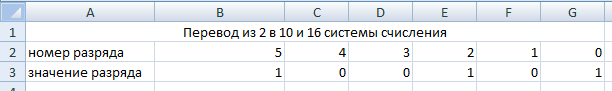 A B C D E F G
1 Перевод из 2 в 10 и 16 системы счисления
2 номер разряда 5 4 3 2 1 0
3 значение разряда 1 0 0 1 0 1